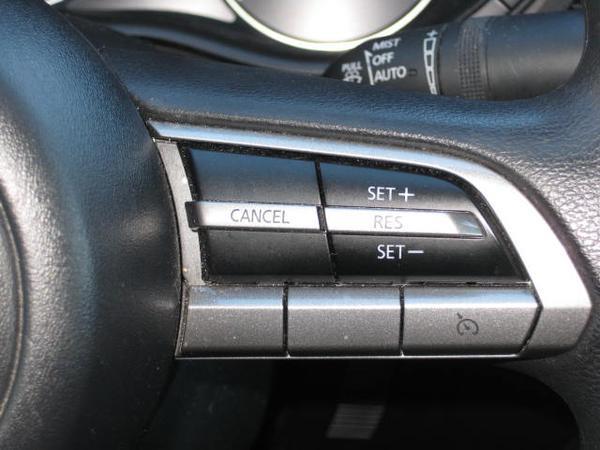 MIST
OFF
PULL
AUTO
SET+
CANCEL
RES
SET−